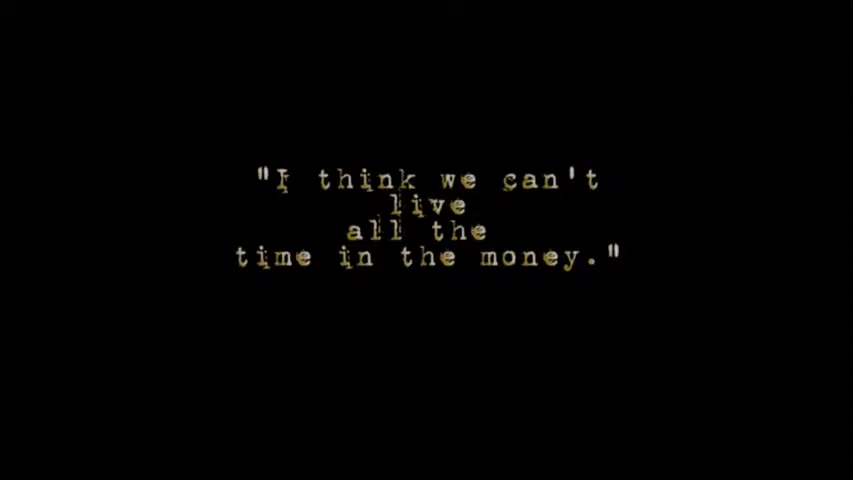 "I think we can't
live
all the
time in the money."